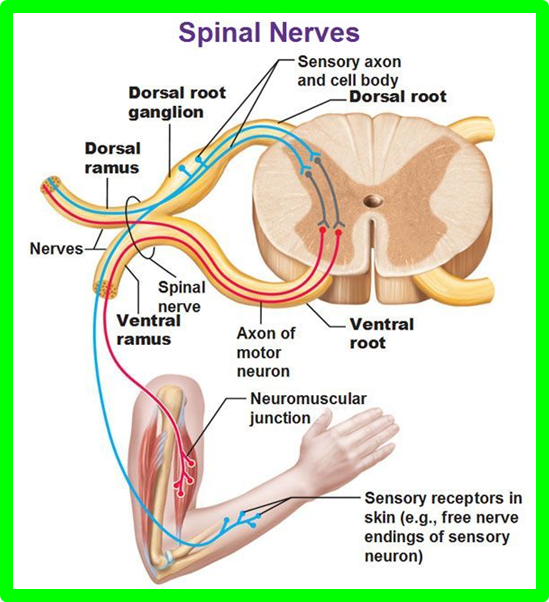 Spinal Nerves
Sensory axon
and cell body
Dorsal root
ganglion
Dorsal root
Dorsal
ramus
Nerves
Spinal
nerve
Ventral
ramus
Axon of
motor
neuron
Ventral
root
Neuromuscular
junction
Sensory receptors in
skin (e.g., free nerve
endings of sensory
neuron)